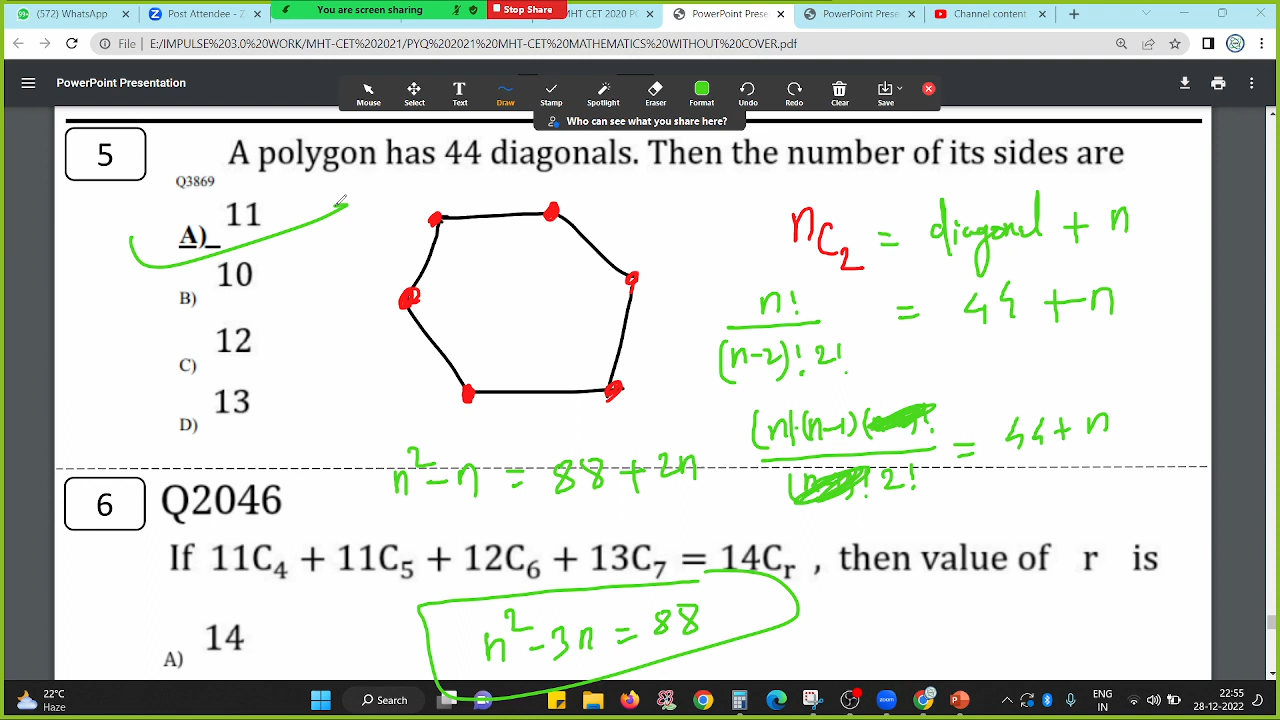 (572) WhatsApp
Post Attendee - Z
You are screen sharing
Stop Share
MHT CET 2020 PC
PowerPoint Prese
PowerPoint Prese
Channel content
File E:/IMPULSE%203.0%20WORK/MHT-CET%202021/PYQ%202021%20MHT-CET%20MATHEMATICS%20WITHOUT%20COVER.pdf
PowerPoint Presentation
Mouse Select Text Draw Stamp Spotlight Eraser Format Undo Redo Clear Save
Who can see what you share here?
5 A polygon has 44 diagonals. Then the number of its sides are
Q3869
A) 11
B) 10
C) 12
D) 13
nC₂ = diagonal + n
n! / (n-2)! 2! = 44 + n
(n)·(n-1) / 2! = 44 + n
n² - n = 88 + 2n
6 Q2046
If 11C₄ + 11C₅ + 12C₆ + 13C₇ = 14Cᵣ , then value of r is
n² - 3n = 88
A) 14
22°C
Haze
Search
ENG
IN
22:55
28-12-2022